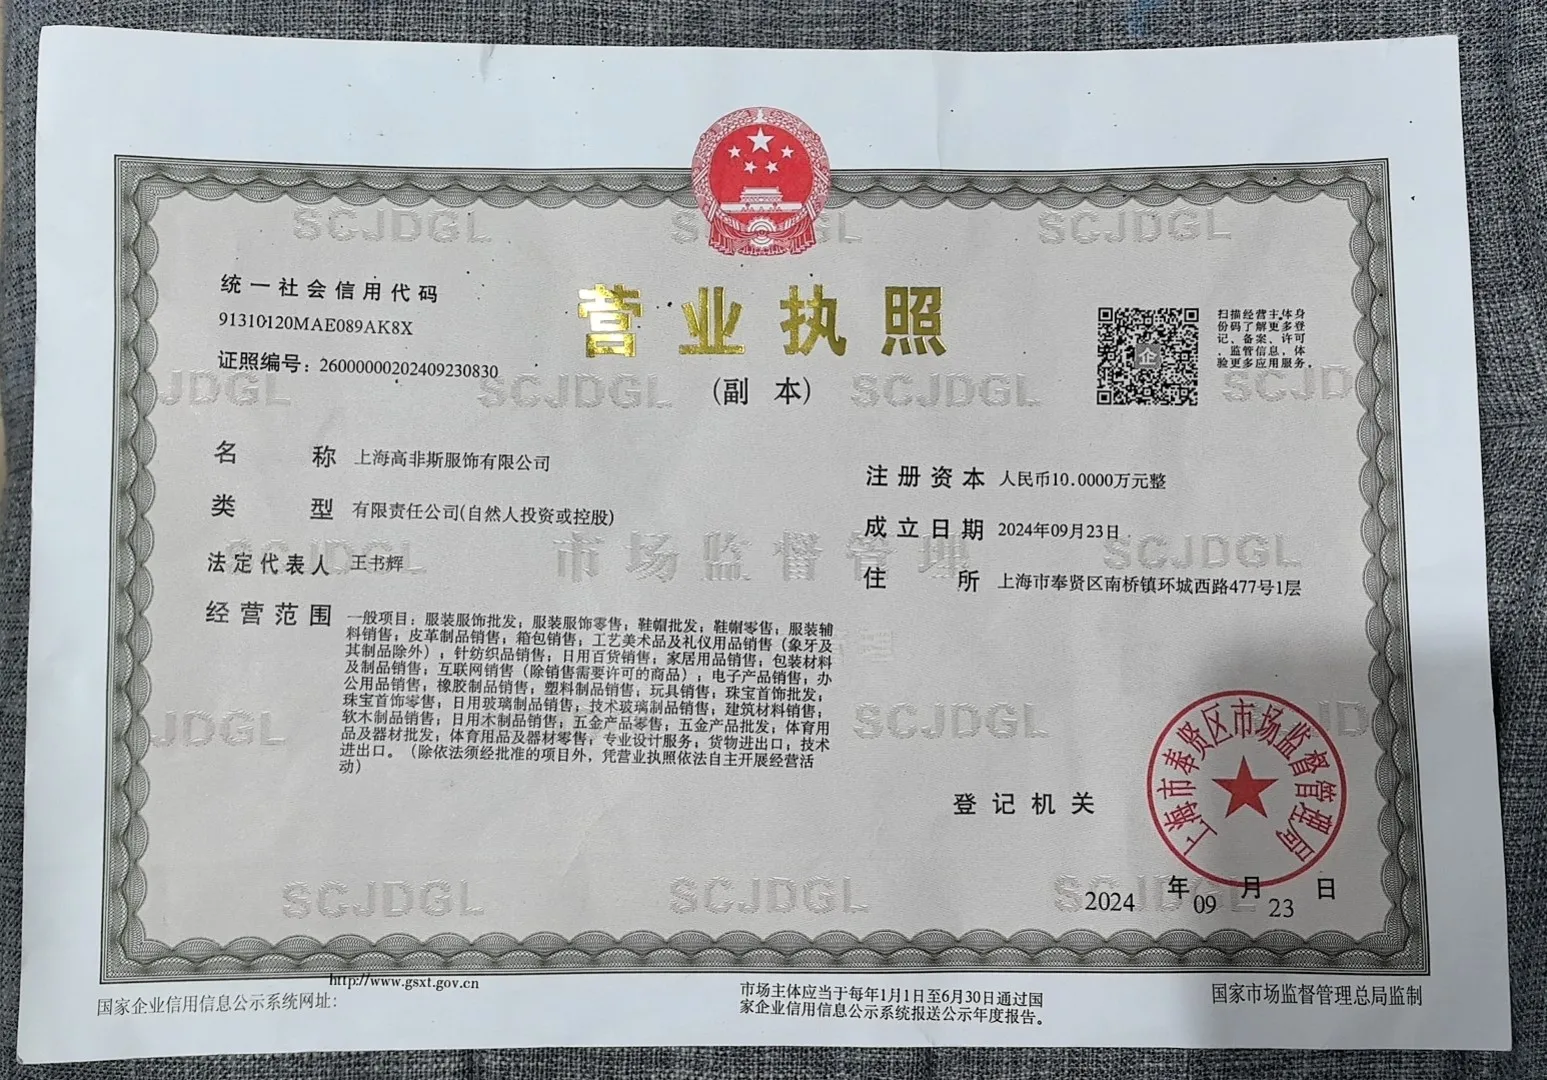 统一社会信用代码
91310120MAE089AK8X
证照编号：26000000202409230830
营业执照
(副 本)
扫描经营主体身
份码了解更多登
记、备案、许可
、监管信息，体
验更多应用服务。
名 称 上海高非斯服饰有限公司
类 型 有限责任公司(自然人投资或控股)
法定代表人 王书辉
经营范围 一般项目：服装服饰批发；服装服饰零售；鞋帽批发；鞋帽零售；服装辅
料销售；皮革制品销售；箱包销售；工艺美术品及礼仪用品销售（象牙及
其制品除外）；针纺织品销售；日用百货销售；家居用品销售；包装材料
及制品销售；互联网销售（除销售需要许可的商品）；电子产品销售；办
公用品销售；橡胶制品销售；塑料制品销售；玩具销售；珠宝首饰批发；
珠宝首饰零售；日用玻璃制品销售；技术玻璃制品销售；建筑材料销售；
软木制品销售；日用木制品销售；五金产品零售；五金产品批发；体育用
品及器材批发；体育用品及器材零售；专业设计服务；货物进出口；技术
进出口。（除依法须经批准的项目外，凭营业执照依法自主开展经营活
动）
注册资本 人民币10.0000万元整
成立日期 2024年09月23日
住 所 上海市奉贤区南桥镇环城西路477号1层
登记机关
上海市奉贤区市场监督管理局
2024 年 09 月 23 日
http://www.gsxt.gov.cn
国家企业信用信息公示系统网址：
市场主体应当于每年1月1日至6月30日通过国
家企业信用信息公示系统报送公示年度报告。
国家市场监督管理总局监制
SCJDGL
市场监督管理